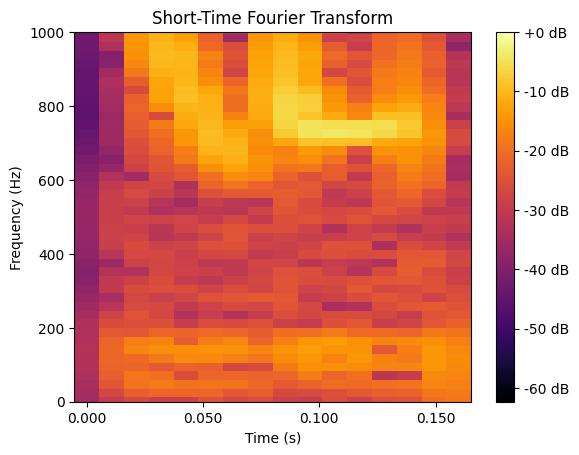 Short-Time Fourier Transform
1000
800
600
400
200
0
Frequency (Hz)
0.000
0.050
0.100
0.150
Time (s)
+0 dB
-10 dB
-20 dB
-30 dB
-40 dB
-50 dB
-60 dB